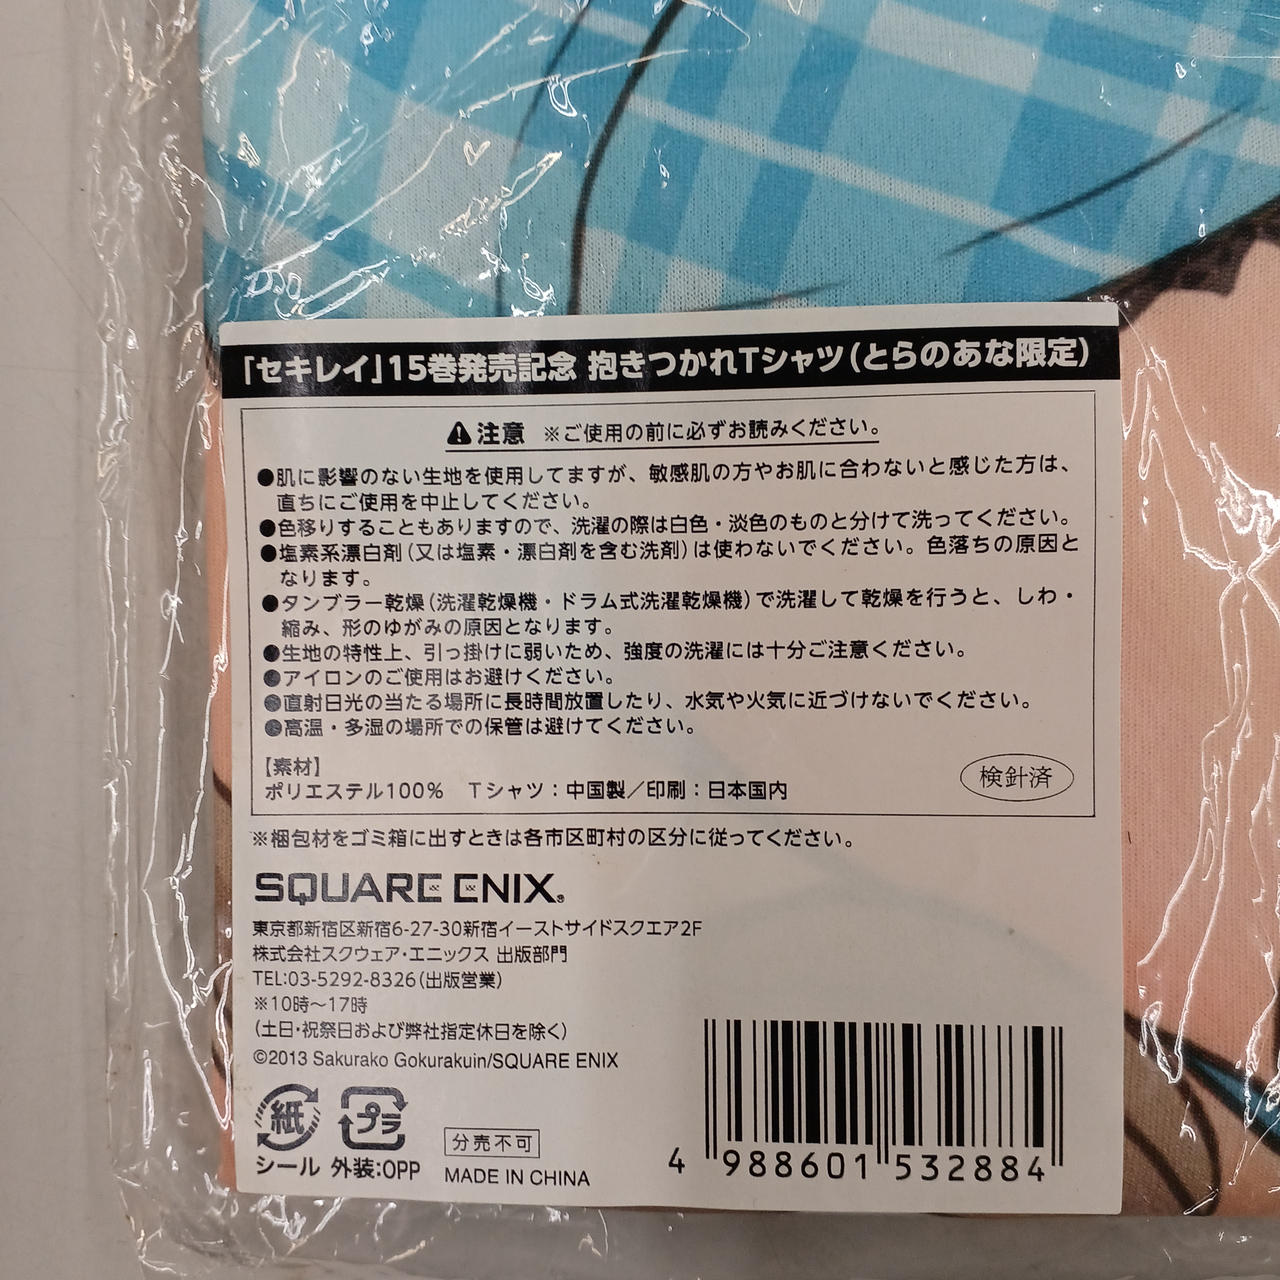 「セキレイ」15巻発売記念 抱きつかれTシャツ(とらのあな限定)
注意 ※ご使用の前に必ずお読みください。
●肌に影響のない生地を使用してますが、敏感肌の方やお肌に合わないと感じた方は、
直ちにご使用を中止してください。
●色移りすることもありますので、洗濯の際は白色・淡色のものと分けて洗ってください。
●塩素系漂白剤(又は塩素・漂白剤を含む洗剤)は使わないでください。色落ちの原因と
なります。
●タンブラー乾燥(洗濯乾燥機・ドラム式洗濯乾燥機)で洗濯して乾燥を行うと、しわ・
縮み、形のゆがみの原因となります。
●生地の特性上、引っ掛けに弱いため、強度の洗濯には十分ご注意ください。
●アイロンのご使用はお避けください。
●直射日光の当たる場所に長時間放置したり、水気や火気に近づけないでください。
●高温・多湿の場所での保管は避けてください。
【素材】
ポリエステル100% Tシャツ:中国製/印刷:日本国内
検針済
※梱包材をゴミ箱に出すときは各市区町村の区分に従ってください。
SQUARE ENIX®
東京都新宿区新宿6-27-30新宿イーストサイドスクエア2F
株式会社スクウェア・エニックス 出版部門
TEL:03-5292-8326(出版営業)
※10時〜17時
(土日・祝祭日および弊社指定休日を除く)
©2013 Sakurako Gokurakuin/SQUARE ENIX
紙 プラ
シール 外装:OPP
分売不可
MADE IN CHINA
4 988601 532884